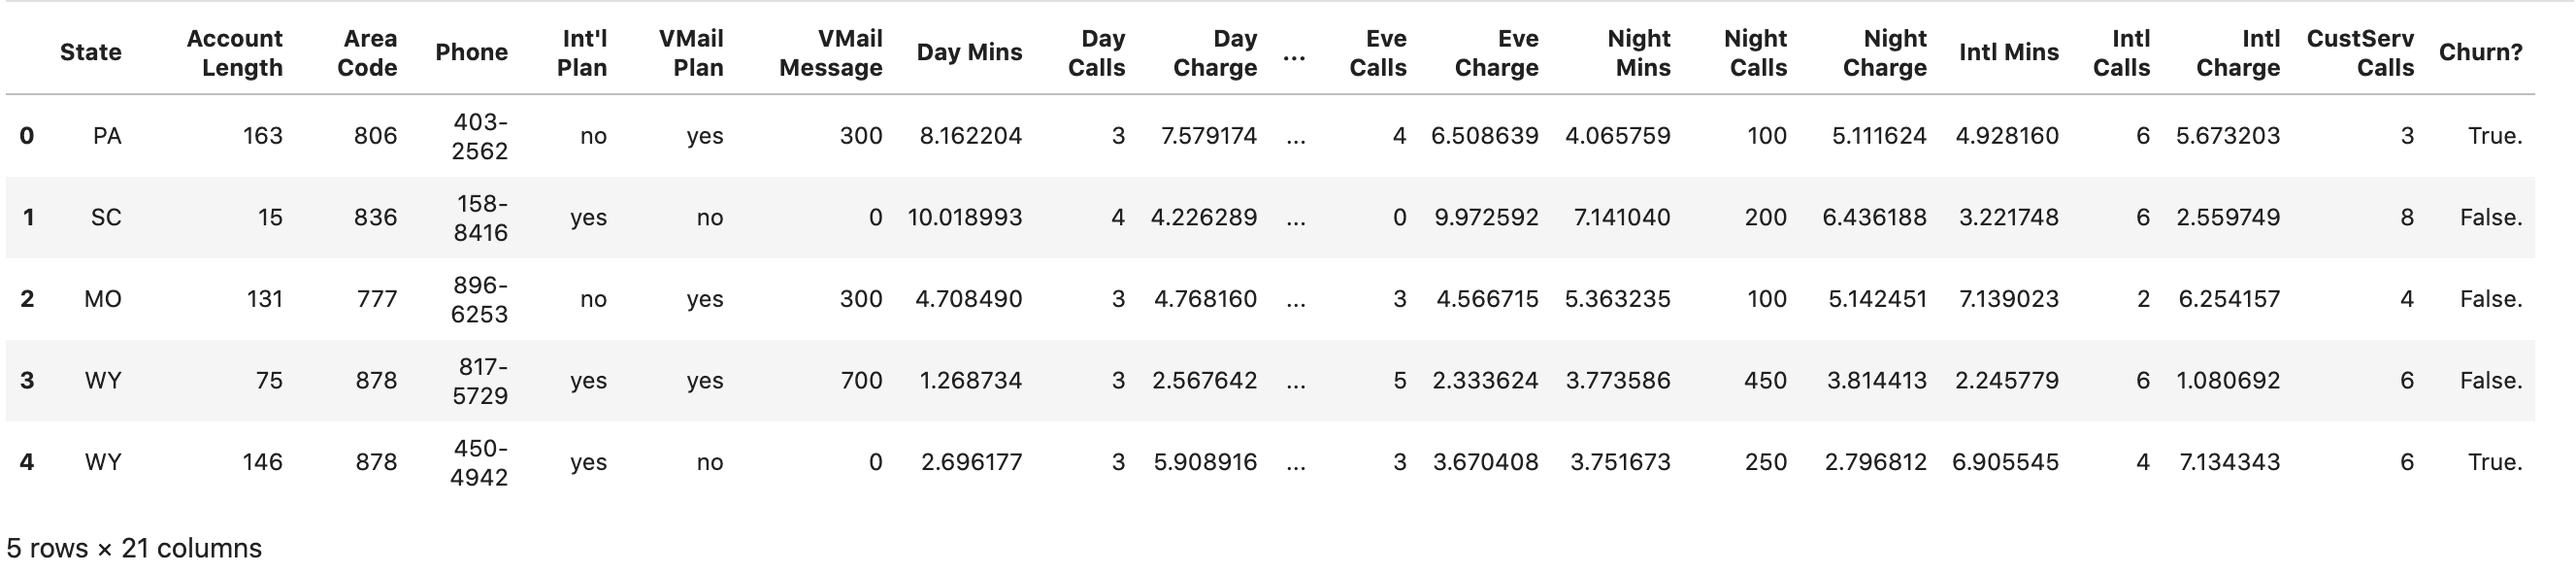 State Account Length Area Code Phone Int'l Plan VMail Plan VMail Message Day Mins Day Calls Day Charge ... Eve Calls Eve Charge Night Mins Night Calls Night Charge Intl Mins Intl Calls Intl Charge CustServ Calls Churn?
0 PA 163 806 403-2562 no yes 300 8.162204 3 7.579174 ... 4 6.508639 4.065759 100 5.111624 4.928160 6 5.673203 3 True.
1 SC 15 836 158-8416 yes no 0 10.018993 4 4.226289 ... 0 9.972592 7.141040 200 6.436188 3.221748 6 2.559749 8 False.
2 MO 131 777 896-6253 no yes 300 4.708490 3 4.768160 ... 3 4.566715 5.363235 100 5.142451 7.139023 2 6.254157 4 False.
3 WY 75 878 817-5729 yes yes 700 1.268734 3 2.567642 ... 5 2.333624 3.773586 450 3.814413 2.245779 6 1.080692 6 False.
4 WY 146 878 450-4942 yes no 0 2.696177 3 5.908916 ... 3 3.670408 3.751673 250 2.796812 6.905545 4 7.134343 6 True.
5 rows × 21 columns